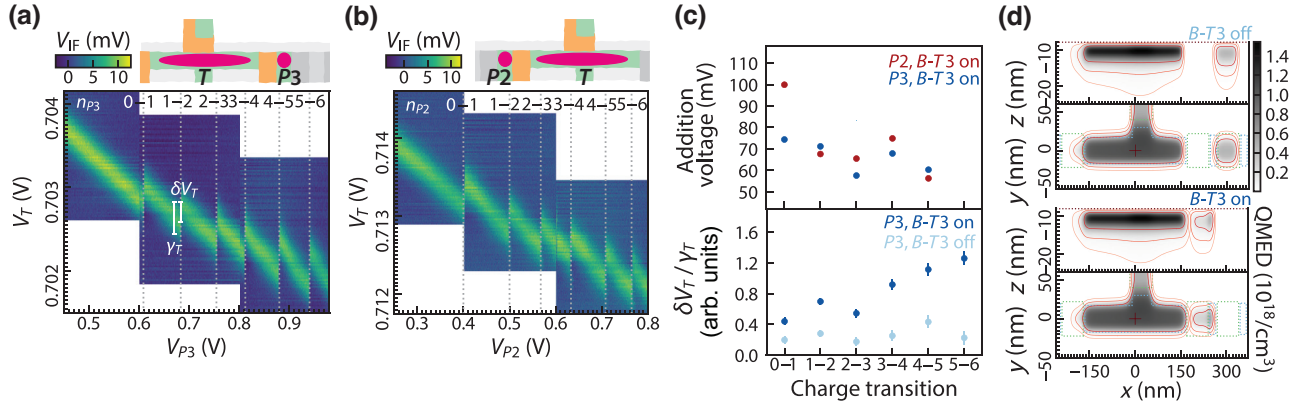 (a)
V_IF (mV)
0 5 10
T P3
n_P3 0–1 1–2 2–3 3–4 4–5 5–6
0.704
0.703
0.702
V_T (V)
δV_T
γ_T
0.5 0.6 0.7 0.8 0.9
V_P3 (V)
(b)
V_IF (mV)
0 5 10
P2 T
n_P2 0–1 1–2 2–3 3–4 4–5 5–6
0.714
0.713
0.712
V_T (V)
0.3 0.4 0.5 0.6 0.7 0.8
V_P2 (V)
(c)
P2, B-T3 on
P3, B-T3 on
110
100
90
80
70
60
50
Addition voltage (mV)
P3, B-T3 on
P3, B-T3 off
1.6
1.2
0.8
0.4
0.0
δV_T / γ_T (arb. units)
0−1 1−2 2−3 3−4 4−5 5−6
Charge transition
(d)
B-T3 off
−10
−20
z (nm)
50
0
−50
y (nm)
B-T3 on
−10
−20
z (nm)
50
0
−50
y (nm)
−150 0 150 300
x (nm)
1.4
1.2
1.0
0.8
0.6
0.4
0.2
QMED (10^18/cm^3)